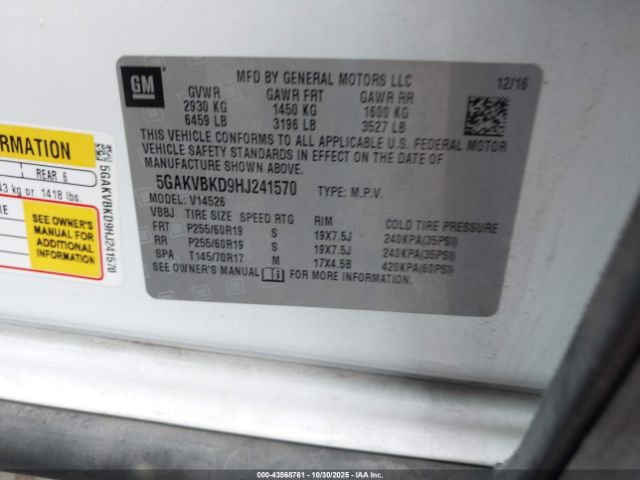 GM
MFD BY GENERAL MOTORS LLC 12/16
GVWR GAWR FRT GAWR RR
2930 KG 1450 KG 1600 KG
6459 LB 3196 LB 3527 LB
THIS VEHICLE CONFORMS TO ALL APPLICABLE U.S. FEDERAL MOTOR
VEHICLE SAFETY STANDARDS IN EFFECT ON THE DATE OF
MANUFACTURE SHOWN ABOVE.
5GAKVBKD9HJ241570 TYPE: M.P.V.
MODEL: V14526
VBBJ TIRE SIZE SPEED RTG RIM COLD TIRE PRESSURE
FRT P255/60R19 S 19X7.5J 240KPA(35PSI)
RR P255/60R19 S 19X7.5J 240KPA(35PSI)
SPA T145/70R17 M 17X4.5B 420KPA(60PSI)
SEE OWNER'S MANUAL FOR MORE INFORMATION.
ORMATION
REAR 6
43 kg or 1418 lbs.
RE
SEE OWNER'S
MANUAL FOR
ADDITIONAL
INFORMATION
5GAKVBKD9HJ241570
000-43568761 - 10/30/2025 - IAAI.CA